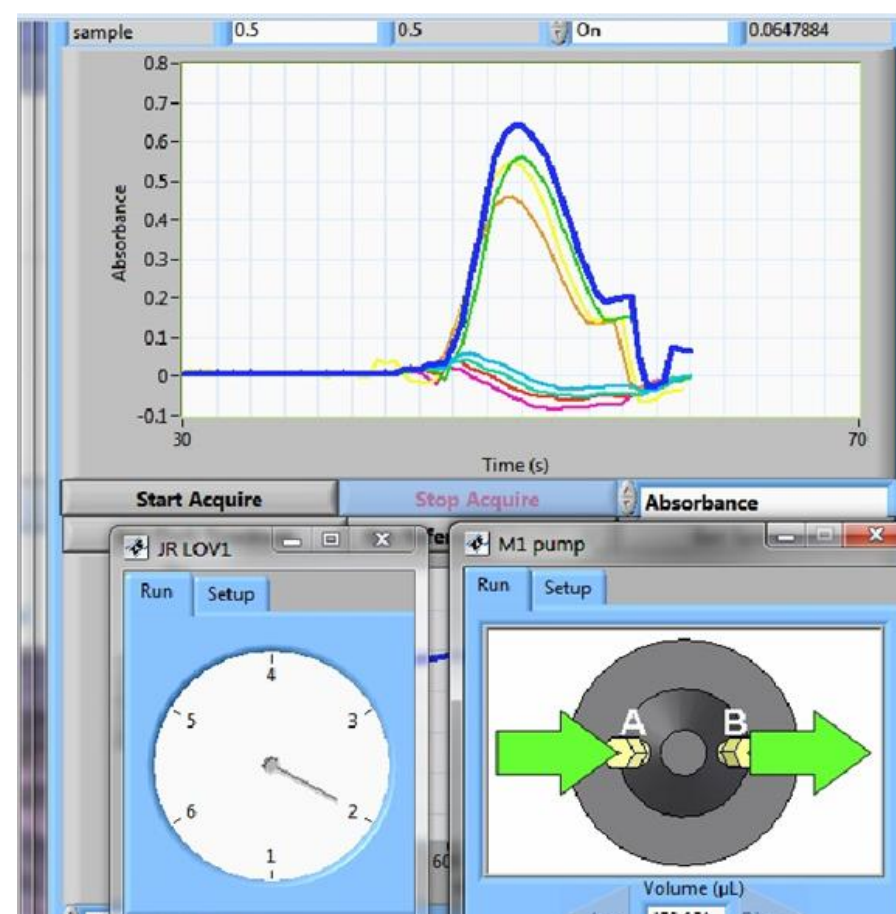 sample 0.5 0.5 On 0.0647884
0.8
0.7
0.6
0.5
0.4
0.3
0.2
0.1
0
-0.1
Absorbance
30 70
Time (s)
Start Acquire Stop Acquire Absorbance
JR LOV1
Run Setup
4
5 3
6 2
1
60
M1 pump
Run Setup
A B
Volume (µL)